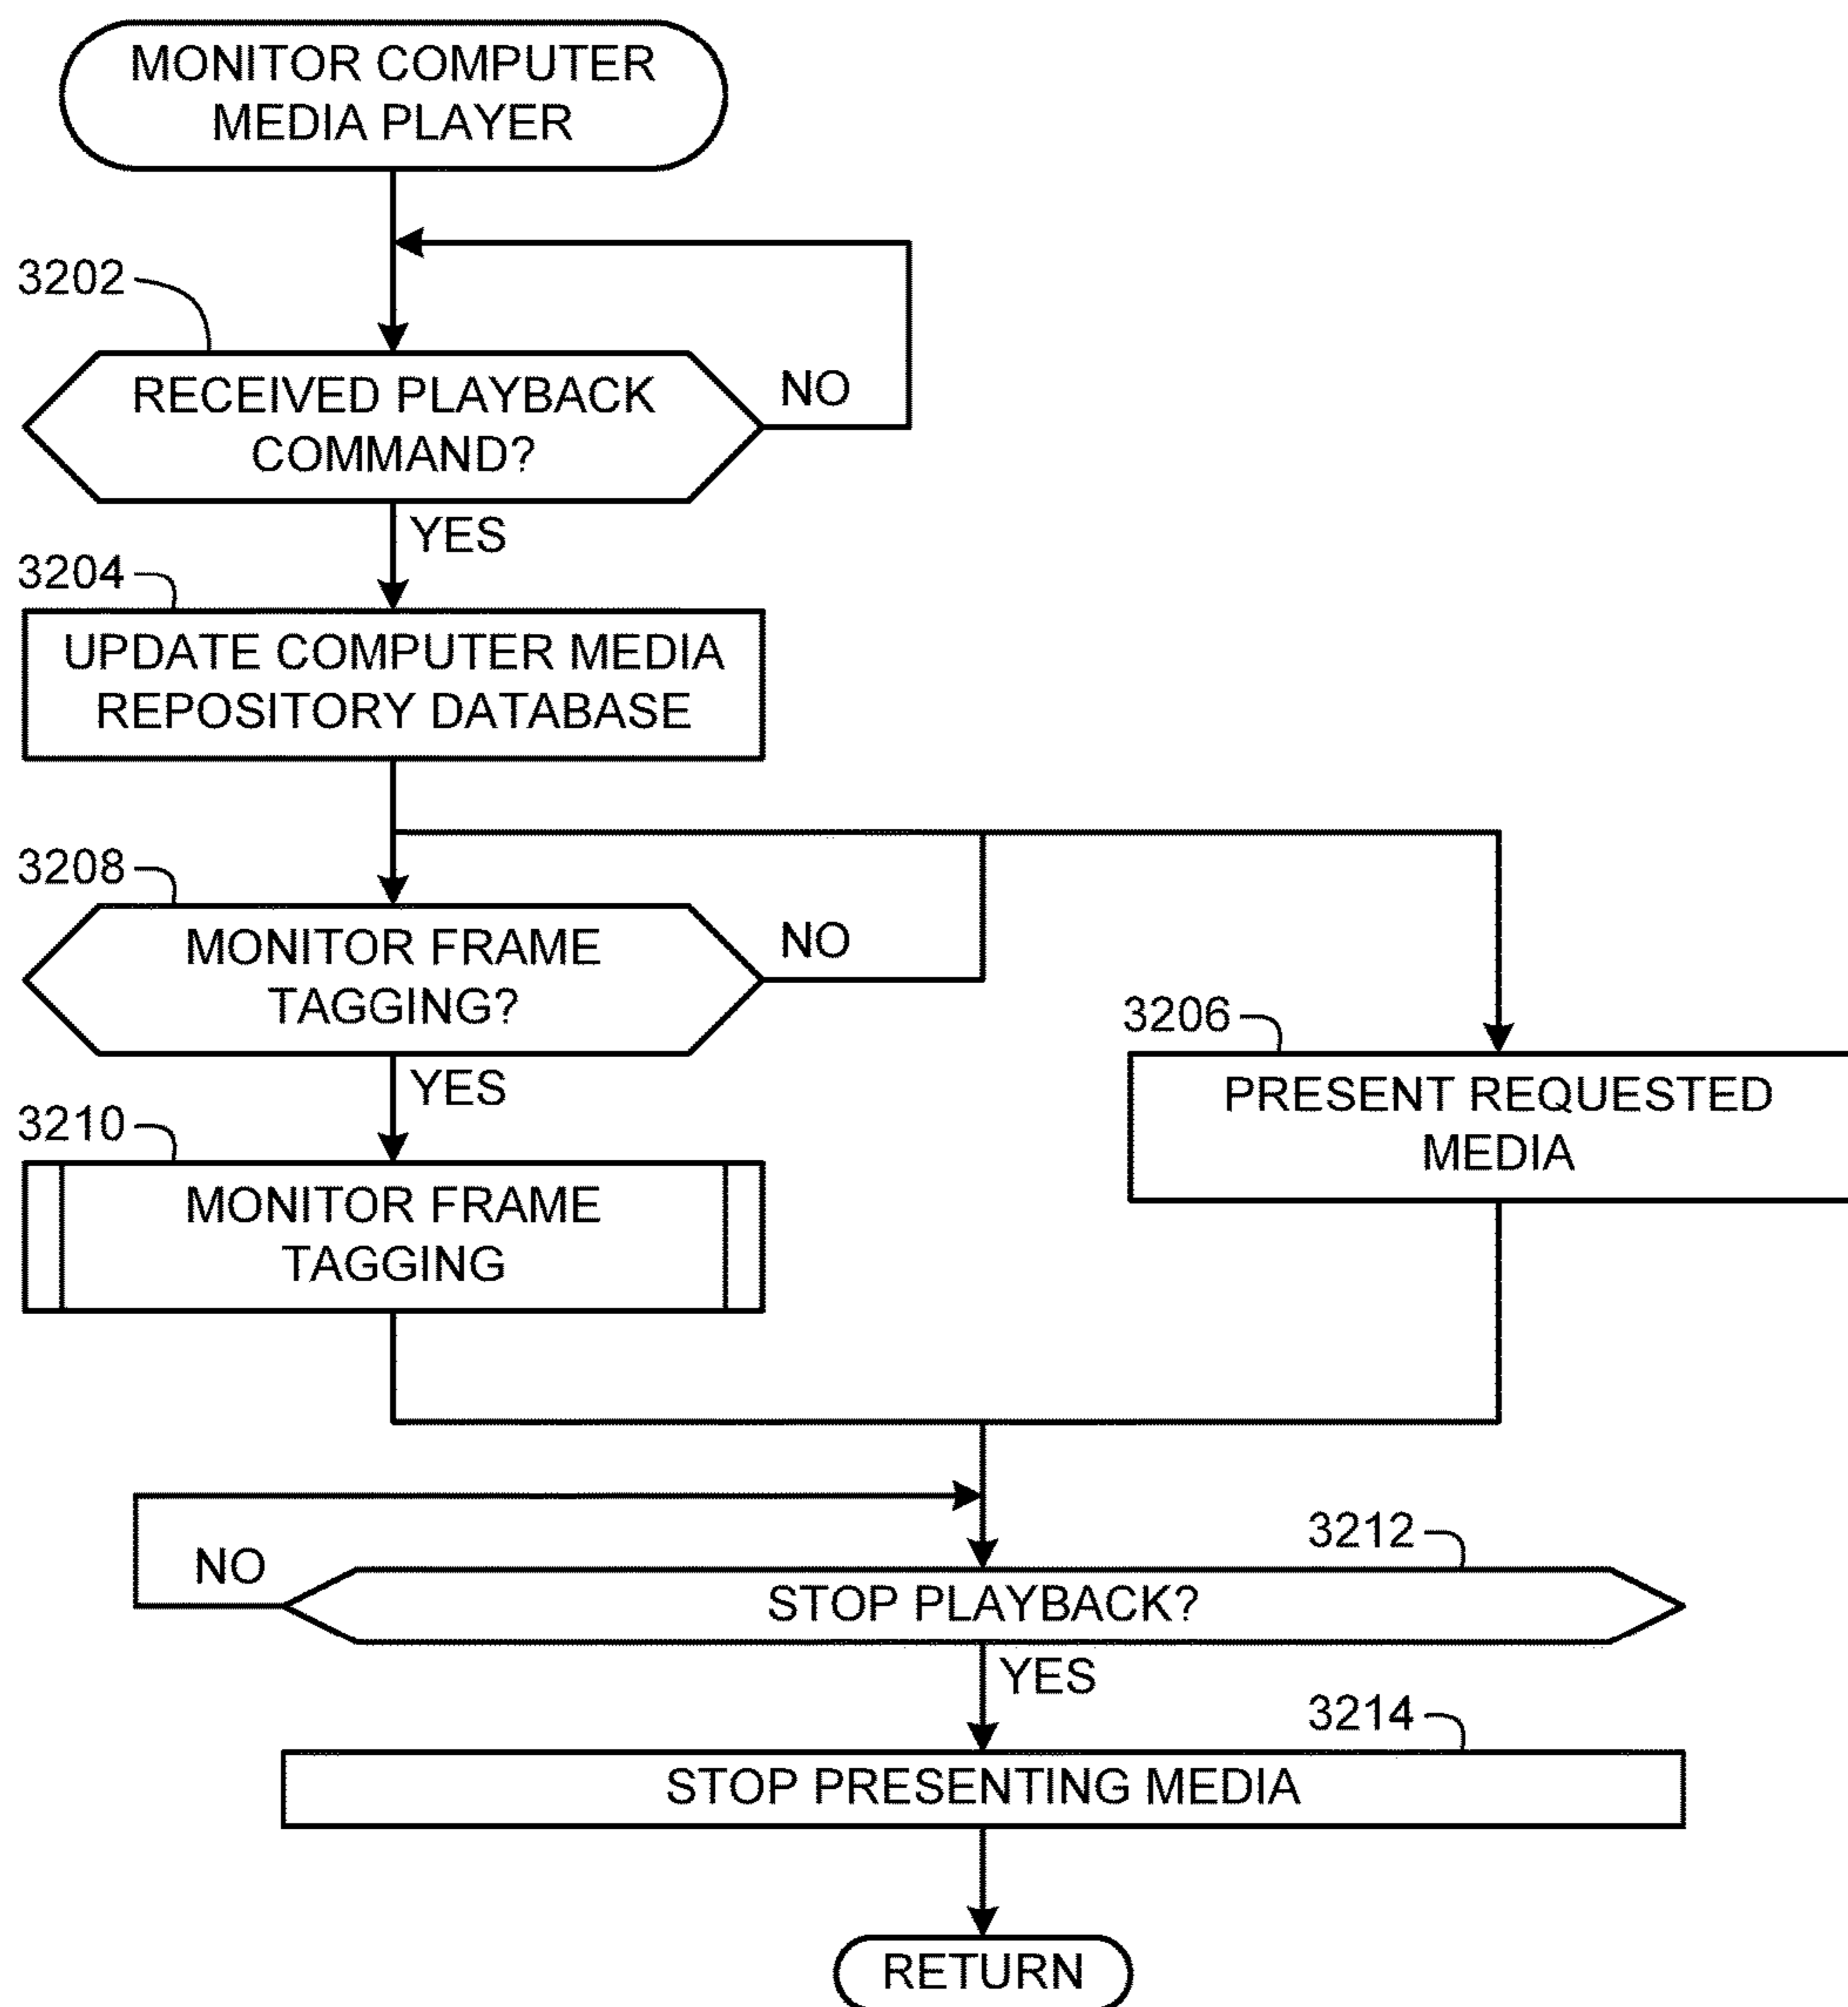 MONITOR COMPUTER
MEDIA PLAYER
3202
RECEIVED PLAYBACK
COMMAND?
NO
YES
3204
UPDATE COMPUTER MEDIA
REPOSITORY DATABASE
3208
MONITOR FRAME
TAGGING?
NO
YES
3206
PRESENT REQUESTED
MEDIA
3210
MONITOR FRAME
TAGGING
3212
STOP PLAYBACK?
NO
YES
3214
STOP PRESENTING MEDIA
RETURN